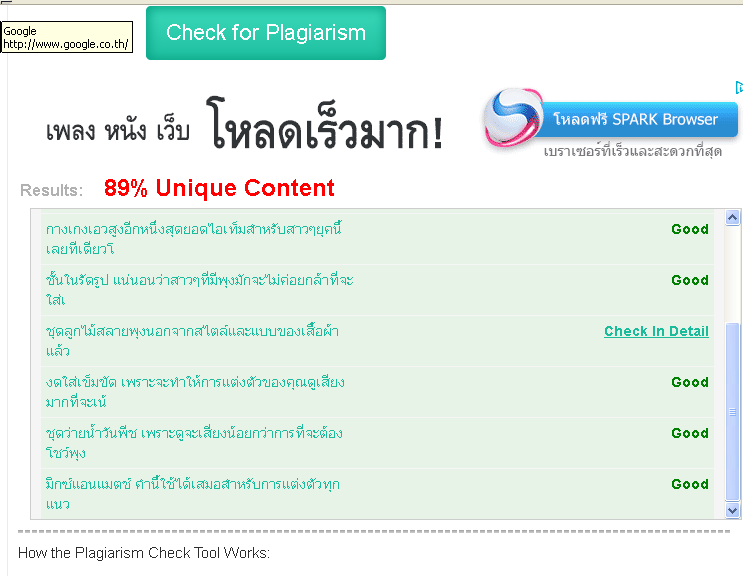 Google
http://www.google.co.th/
Check for Plagiarism
เพลง หนัง เว็บ โหลดเร็วมาก!
โหลดฟรี SPARK Browser
เบราเซอร์ที่เร็วและสะดวกที่สุด
Results: 89% Unique Content
กางเกงเอวสูงอีกหนึ่งสุดยอดไอเท็มสำหรับสาวๆยุคนี้ Good
เลยทีเดียวโ
ชั้นในรัดรูป แน่นอนว่าสาวๆที่มีพุงมักจะไม่ค่อยกล้าที่จะ Good
ใส่เ
ชุดลูกไม้สลายพุงนอกจากสไตล์และแบบของเสื้อผ้า Check In Detail
แล้ว
งดใส่เข็มขัด เพราะจะทำให้การแต่งตัวของคุณดูเสี่ยง Good
มากที่จะเน้
ชุดว่ายน้ำวันพีช เพราะดูจะเสี่ยงน้อยกว่าการที่จะต้อง Good
โชว์พุง
มิกซ์แอนแมตช์ คำนี้ใช้ได้เสมอสำหรับการแต่งตัวทุก Good
แนว
How the Plagiarism Check Tool Works: